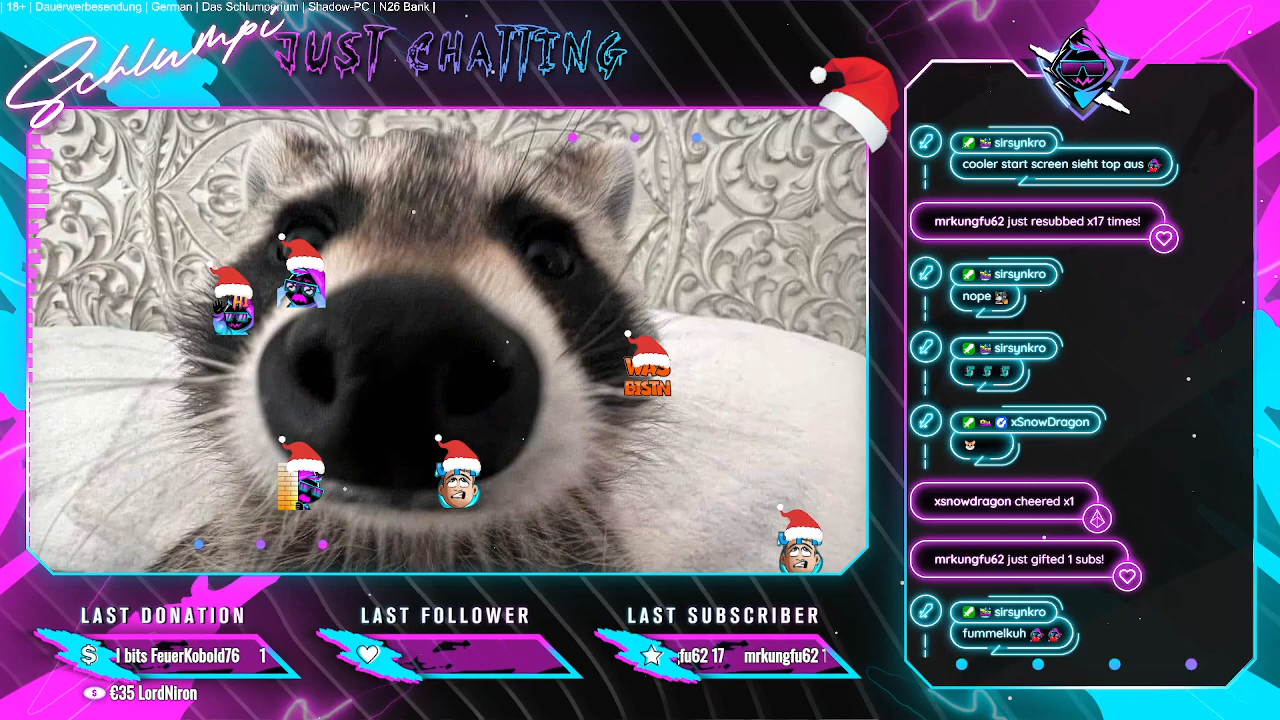 | 18+ | Dauerwerbesendung | German | Das Schlumperium | Shadow-PC | N26 Bank |
Schlumpi
JUST CHATTING
HI
WAS
BISTN
sirsynkro
cooler start screen sieht top aus
mrkungfu62 just resubbed x17 times!
sirsynkro
nope
sirsynkro
xSnowDragon
xsnowdragon cheered x1
mrkungfu62 just gifted 1 subs!
sirsynkro
fummelkuh
LAST DONATION
LAST FOLLOWER
LAST SUBSCRIBER
$
bits FeuerKobold76 1
fu62 17 mrkungfu62 1
€35 LordNiron